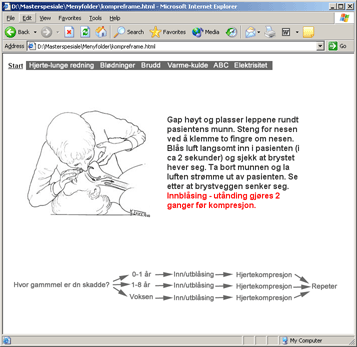 D:\Masterspesiale\Menyfolder\kompreframe.html - Microsoft Internet Explorer
File Edit View Favorites Tools Help
Back Search Favorites
Address D:\Masterspesiale\Menyfolder\kompreframe.html Go
Start Hjerte-lunge redning Blødninger Brudd Varme-kulde ABC Elektrisitet
Gap høyt og plasser leppene rundt
pasientens munn. Steng for nesen
ved å klemme to fingre om nesen.
Blås luft langsomt inn i pasienten (i
ca 2 sekunder) og sjekk at brystet
hever seg. Ta bort munnen og la
luften strømme ut av pasienten. Se
etter at brystveggen senker seg.
Innblåsing - utånding gjøres 2
ganger før kompresjon.
0-1 år Inn/utblåsing Hjertekompresjon
Hvor gammmel er dn skadde? 1-8 år Inn/utblåsing Hjertekompresjon Repeter
Voksen Inn/utblåsing Hjertekompresjon
My Computer